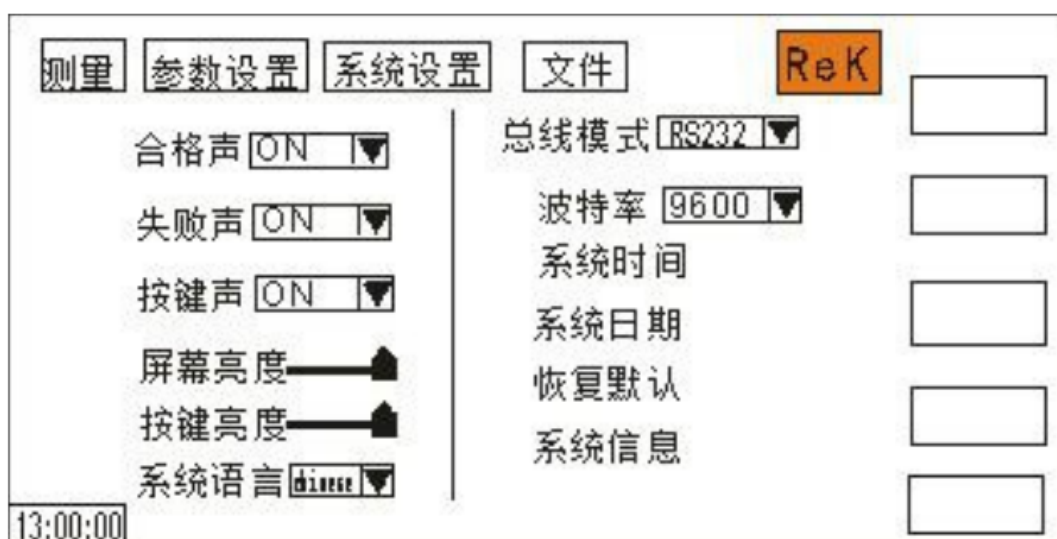 测量 参数设置 系统设置 文件 ReK
合格声 ON
失败声 ON
按键声 ON
屏幕亮度
按键亮度
系统语言 chinese
总线模式 RS232
波特率 9600
系统时间
系统日期
恢复默认
系统信息
13:00:00